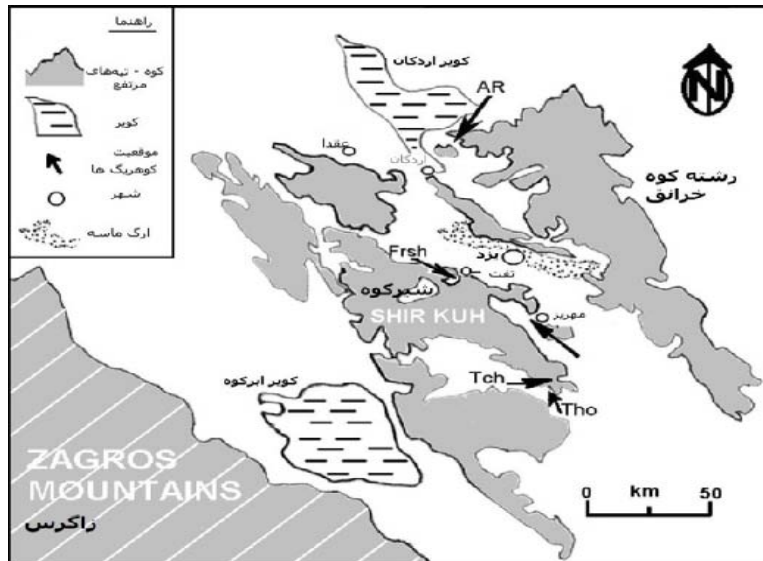 راهنما
کوه - تپه‌های
مرتفع
کویر
موقعیت
کوهریگ ها
شهر
ارگ ماسه
کویر اردکان
AR
N
عقدا
اردکان
رشته کوه
خرانق
Frsh
یزد
تفت
شیرکوه
SHIR KUH
مهریز
Tch
Tho
کویر ابرکوه
ZAGROS
MOUNTAINS
زاکرس
0 km 50